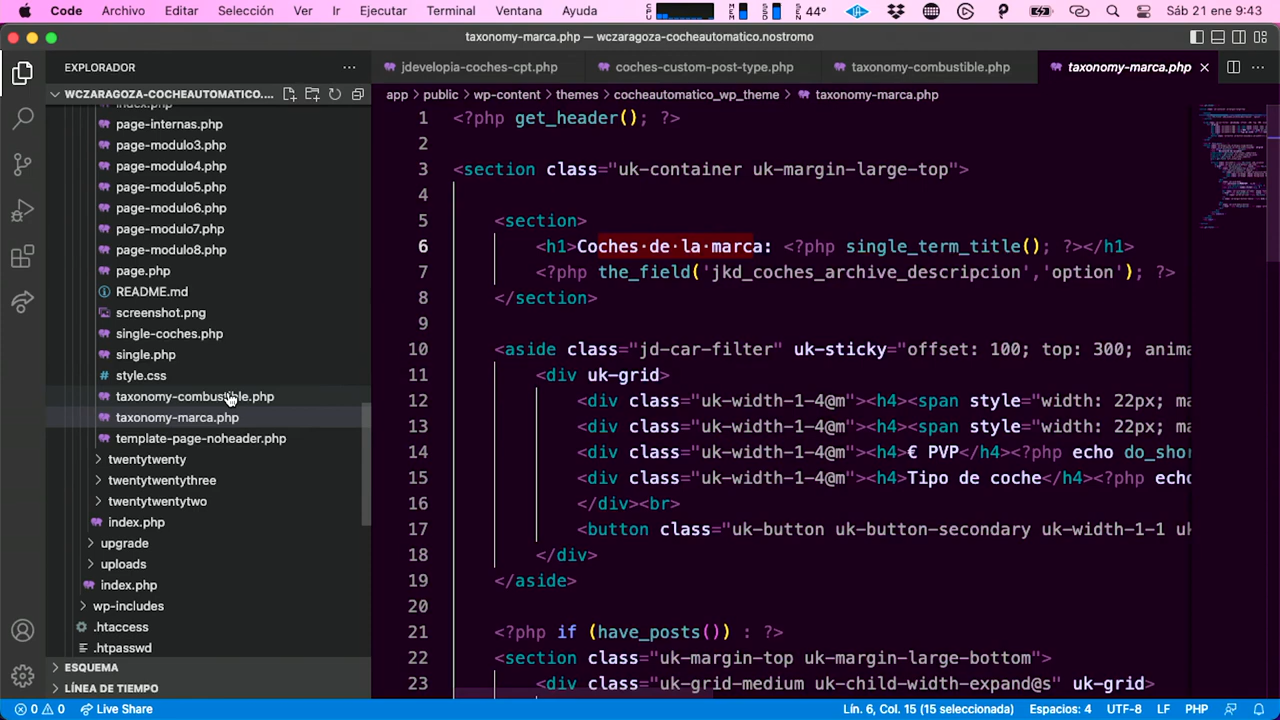 Code Archivo Editar Selección Ver Ir Ejecutar Terminal Ventana Ayuda CPU MEM SSD SEN 44° Sáb 21 ene 9:43
taxonomy-marca.php — wczaragoza-cocheautomatico.nostromo
EXPLORADOR
jdevelopia-coches-cpt.php coches-custom-post-type.php taxonomy-combustible.php taxonomy-marca.php
WCZARAGOZA-COCHEAUTOMATICO....
app > public > wp-content > themes > cocheautomatico_wp_theme > taxonomy-marca.php
index.php
page-internas.php
page-modulo3.php
page-modulo4.php
page-modulo5.php
page-modulo6.php
page-modulo7.php
page-modulo8.php
page.php
README.md
screenshot.png
single-coches.php
single.php
style.css
taxonomy-combustible.php
taxonomy-marca.php
template-page-noheader.php
twentytwenty
twentytwentythree
twentytwentytwo
index.php
upgrade
uploads
index.php
wp-includes
.htaccess
.htpasswd
ESQUEMA
LÍNEA DE TIEMPO
1 <?php get_header(); ?>
2
3 <section class="uk-container uk-margin-large-top">
4
5 <section>
6 <h1>Coches·de·la·marca: <?php single_term_title(); ?></h1>
7 <?php the_field('jkd_coches_archive_descripcion','option'); ?>
8 </section>
9
10 <aside class="jd-car-filter" uk-sticky="offset: 100; top: 300; anima
11 <div uk-grid>
12 <div class="uk-width-1-4@m"><h4><span style="width: 22px; ma
13 <div class="uk-width-1-4@m"><h4><span style="width: 22px; ma
14 <div class="uk-width-1-4@m"><h4>€ PVP</h4><?php echo do_shor
15 <div class="uk-width-1-4@m"><h4>Tipo de coche</h4><?php echo
16 </div><br>
17 <button class="uk-button uk-button-secondary uk-width-1-1 uk
18 </div>
19 </aside>
20
21 <?php if (have_posts()) : ?>
22 <section class="uk-margin-top uk-margin-large-bottom">
23 <div class="uk-grid-medium uk-child-width-expand@s" uk-grid>
0 0 Live Share Lín. 6, Col. 15 (15 seleccionada) Espacios: 4 UTF-8 LF PHP